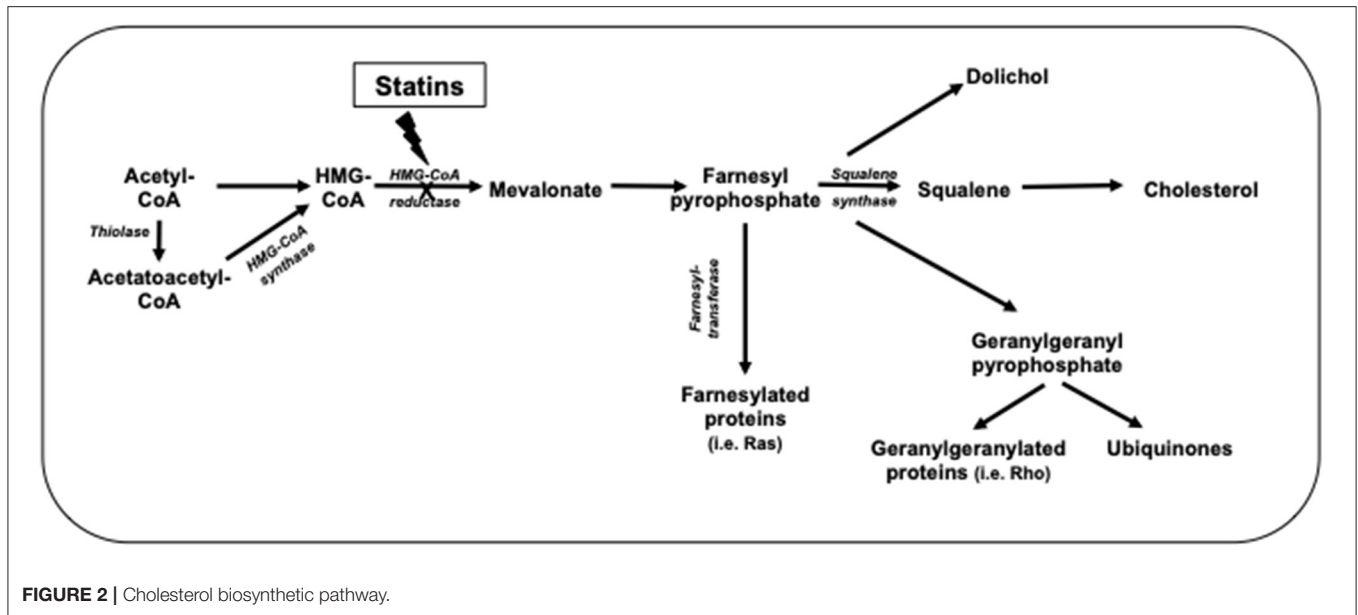 Statins
Dolichol
Acetyl-
CoA
HMG-
CoA
HMG-CoA
reductase
Mevalonate
Farnesyl
pyrophosphate
Squalene
synthase
Squalene
Cholesterol
Thiolase
HMG-CoA
synthase
Acetatoacetyl-
CoA
Farnesyl-
transferase
Geranylgeranyl
pyrophosphate
Farnesylated
proteins
(i.e. Ras)
Geranylgeranylated
proteins (i.e. Rho)
Ubiquinones
FIGURE 2 | Cholesterol biosynthetic pathway.